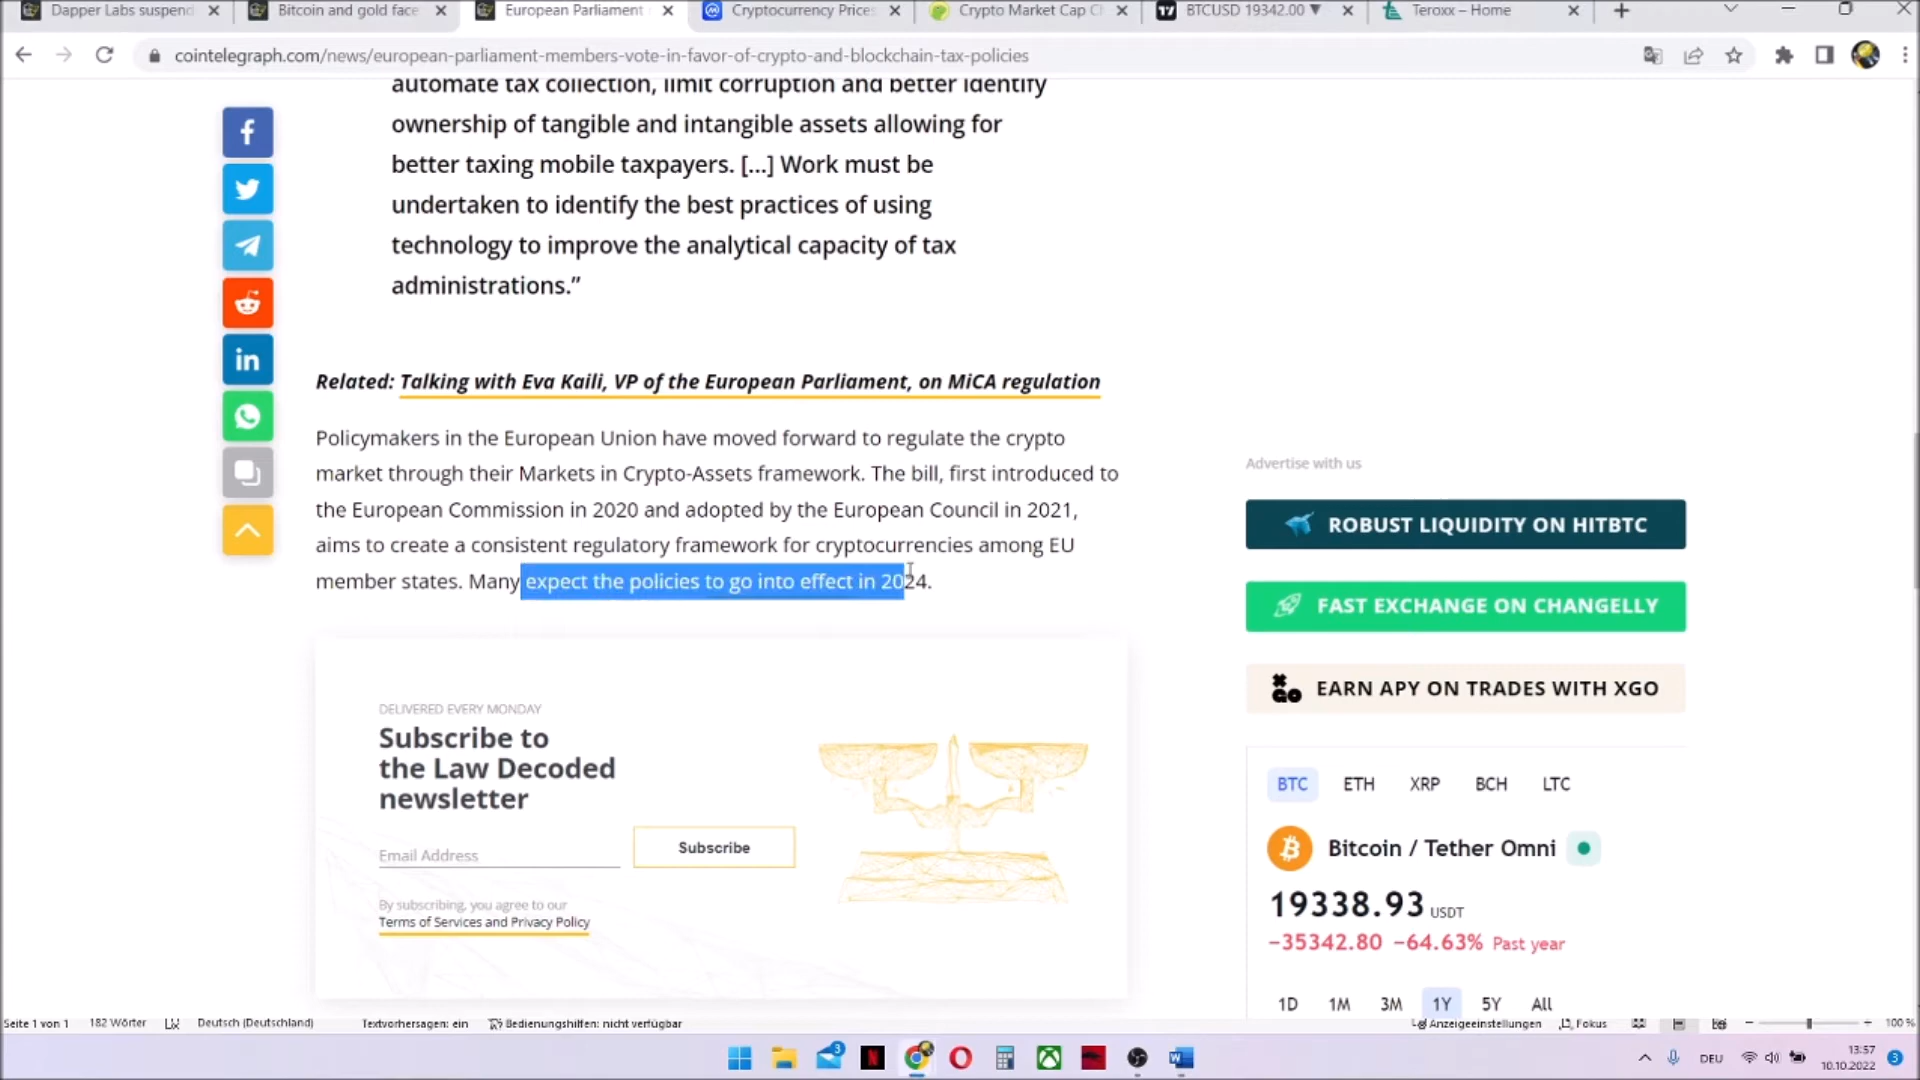 Dapper Labs suspend
Bitcoin and gold face
European Parliament
Cryptocurrency Prices
Crypto Market Cap C
BTCUSD 19342.00 ▼
Teroxx – Home
cointelegraph.com/news/european-parliament-members-vote-in-favor-of-crypto-and-blockchain-tax-policies
automate tax collection, limit corruption and better identify
ownership of tangible and intangible assets allowing for
better taxing mobile taxpayers. [...] Work must be
undertaken to identify the best practices of using
technology to improve the analytical capacity of tax
administrations.”
Related: Talking with Eva Kaili, VP of the European Parliament, on MiCA regulation
Policymakers in the European Union have moved forward to regulate the crypto
market through their Markets in Crypto-Assets framework. The bill, first introduced to
the European Commission in 2020 and adopted by the European Council in 2021,
aims to create a consistent regulatory framework for cryptocurrencies among EU
member states. Many expect the policies to go into effect in 2024.
DELIVERED EVERY MONDAY
Subscribe to
the Law Decoded
newsletter
Email Address
Subscribe
By subscribing, you agree to our
Terms of Services and Privacy Policy
Advertise with us
ROBUST LIQUIDITY ON HITBTC
FAST EXCHANGE ON CHANGELLY
EARN APY ON TRADES WITH XGO
BTC ETH XRP BCH LTC
Bitcoin / Tether Omni
19338.93 USDT
−35342.80 −64.63% Past year
1D 1M 3M 1Y 5Y All
Seite 1 von 1 182 Wörter Deutsch (Deutschland) Textvorhersagen: ein Bedienungshilfen: nicht verfügbar Anzeigeeinstellungen Fokus 100 %
3
DEU
13:57
10.10.2022
3